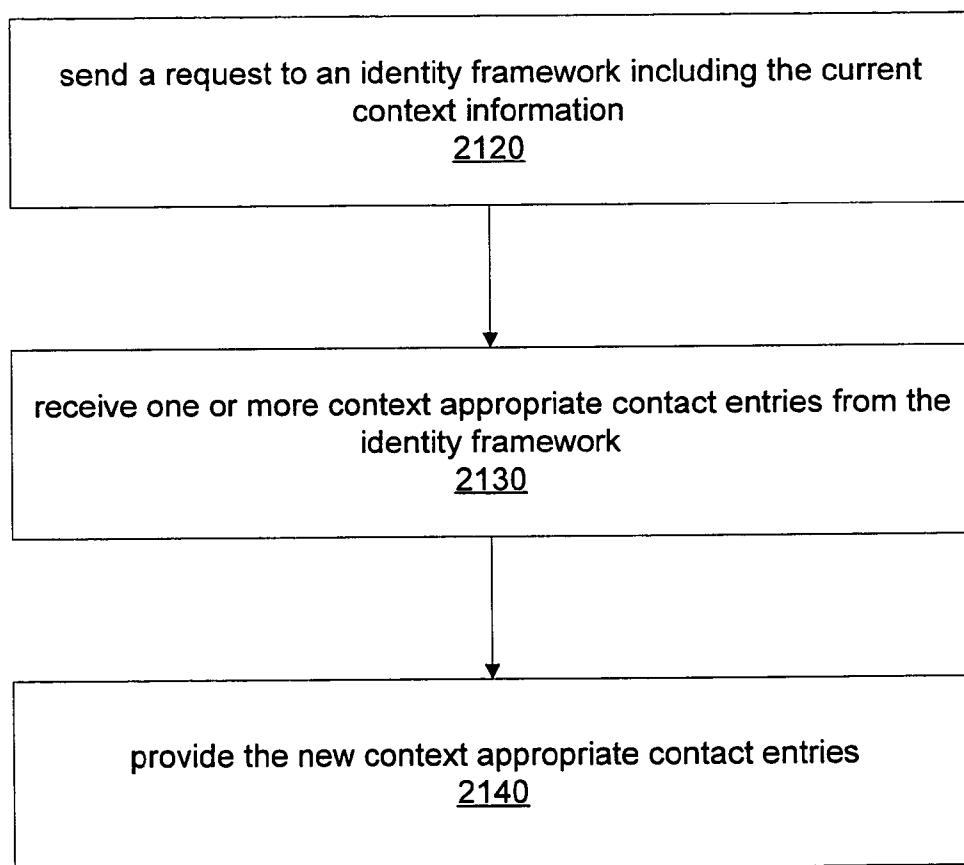 send a request to an identity framework including the current
context information
2120
receive one or more context appropriate contact entries from the
identity framework
2130
provide the new context appropriate contact entries
2140